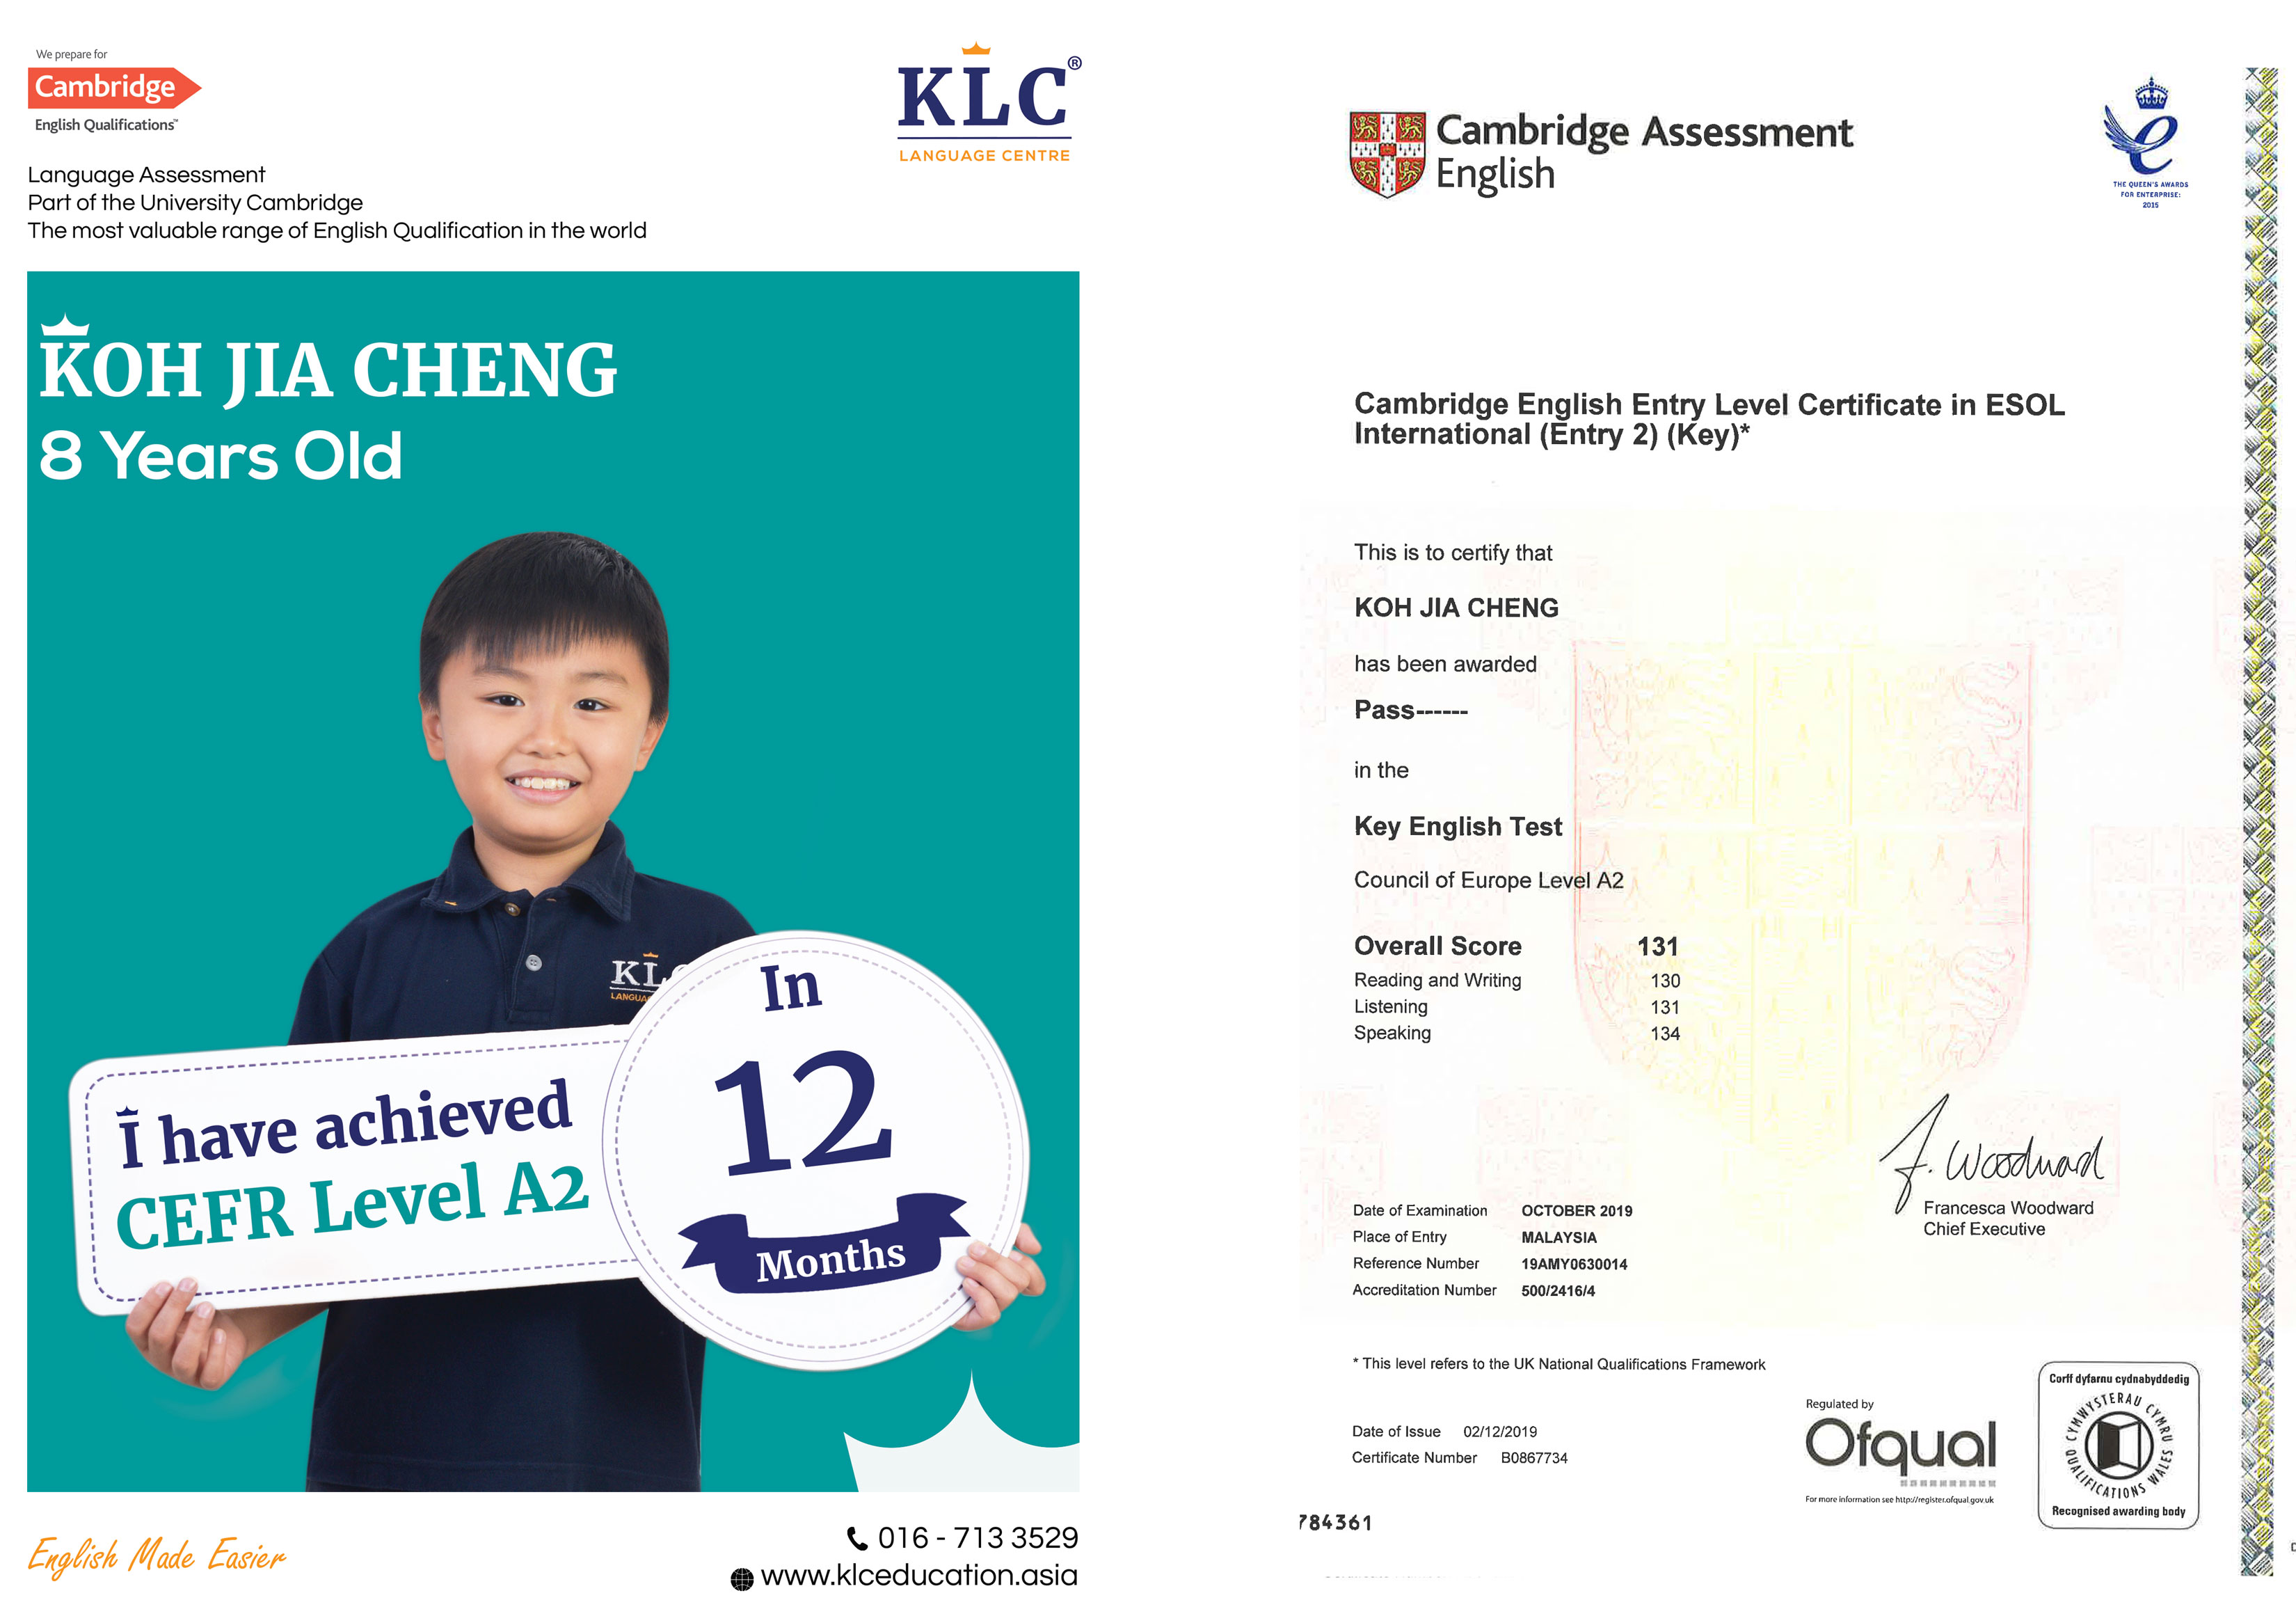 We prepare for
Cambridge
English Qualifications™
KLC®
LANGUAGE CENTRE
Language Assessment
Part of the University Cambridge
The most valuable range of English Qualification in the world
KOH JIA CHENG
8 Years Old
KLC
LANGUA
In
12
Months
I have achieved
CEFR Level A2
English Made Easier
016 - 713 3529
www.klceducation.asia
Cambridge Assessment
English
THE QUEEN'S AWARDS
FOR ENTERPRISE:
2015
Cambridge English Entry Level Certificate in ESOL
International (Entry 2) (Key)*
This is to certify that
KOH JIA CHENG
has been awarded
Pass------
in the
Key English Test
Council of Europe Level A2
Overall Score 131
Reading and Writing 130
Listening 131
Speaking 134
F. Woodward
Francesca Woodward
Chief Executive
Date of Examination OCTOBER 2019
Place of Entry MALAYSIA
Reference Number 19AMY0630014
Accreditation Number 500/2416/4
* This level refers to the UK National Qualifications Framework
Date of Issue 02/12/2019
Certificate Number B0867734
Regulated by
Ofqual
For more information see http://register.ofqual.gov.uk
Corff dyfarnu cydnabyddedig
CYMWYSTERAU CYMRU
QUALIFICATIONS WALES
Recognised awarding body
784361